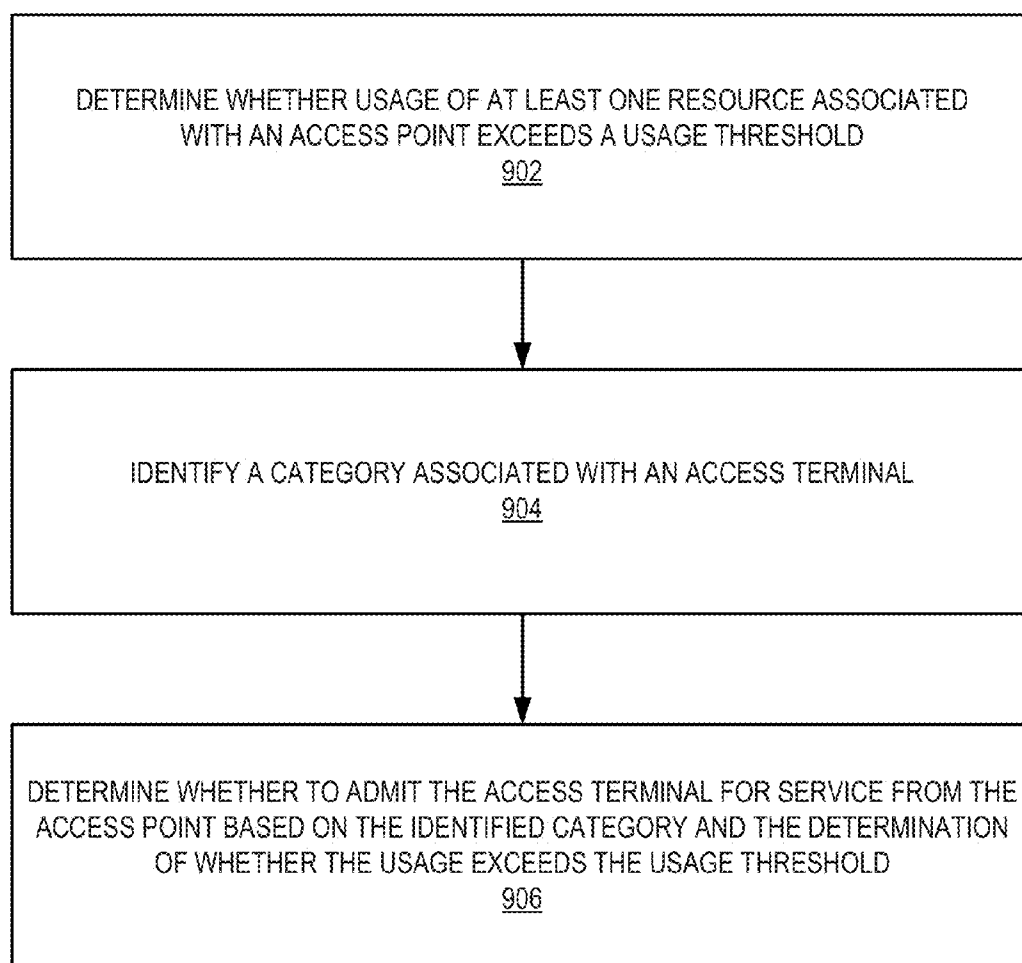 DETERMINE WHETHER USAGE OF AT LEAST ONE RESOURCE ASSOCIATED
WITH AN ACCESS POINT EXCEEDS A USAGE THRESHOLD
902
IDENTIFY A CATEGORY ASSOCIATED WITH AN ACCESS TERMINAL
904
DETERMINE WHETHER TO ADMIT THE ACCESS TERMINAL FOR SERVICE FROM THE
ACCESS POINT BASED ON THE IDENTIFIED CATEGORY AND THE DETERMINATION
OF WHETHER THE USAGE EXCEEDS THE USAGE THRESHOLD
906